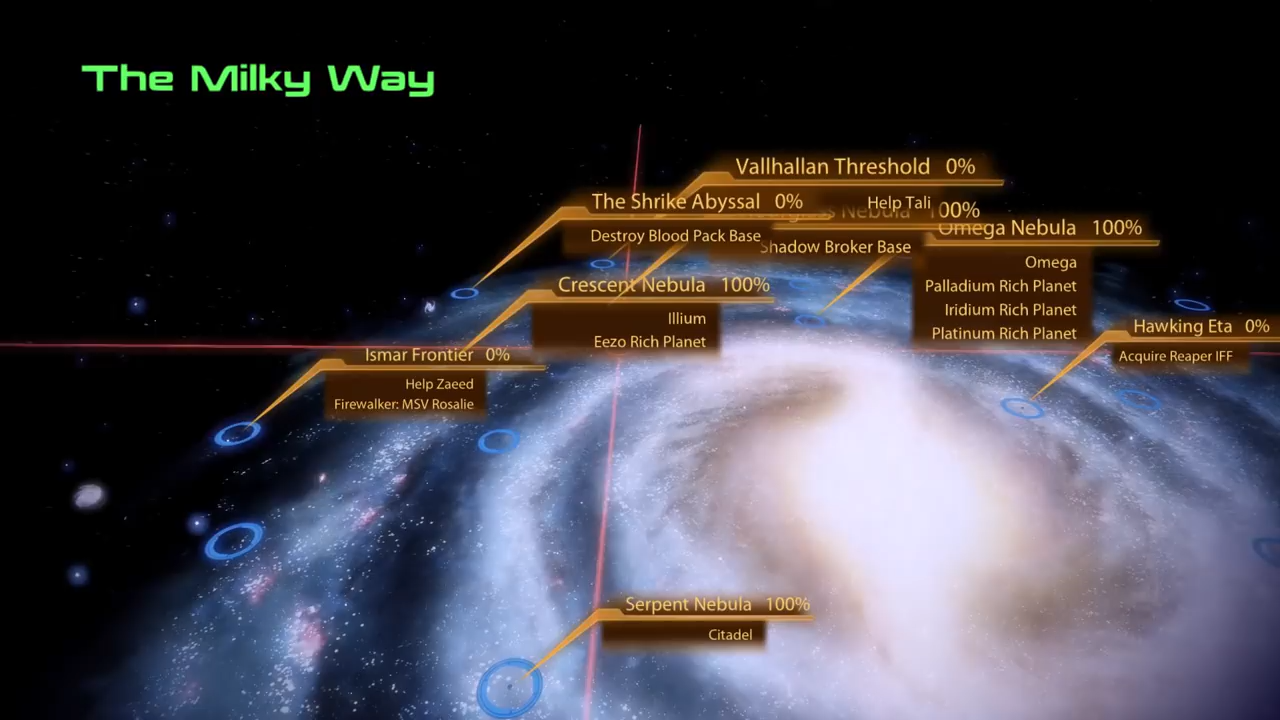 The Milky Way
Vallhallan Threshold 0%
Help Tali
The Shrike Abyssal 0%
Destroy Blood Pack Base
Nebula 100%
Shadow Broker Base
Omega Nebula 100%
Omega
Palladium Rich Planet
Iridium Rich Planet
Platinum Rich Planet
Crescent Nebula 100%
Illium
Eezo Rich Planet
Hawking Eta 0%
Acquire Reaper IFF
Ismar Frontier 0%
Help Zaeed
Firewalker: MSV Rosalie
Serpent Nebula 100%
Citadel